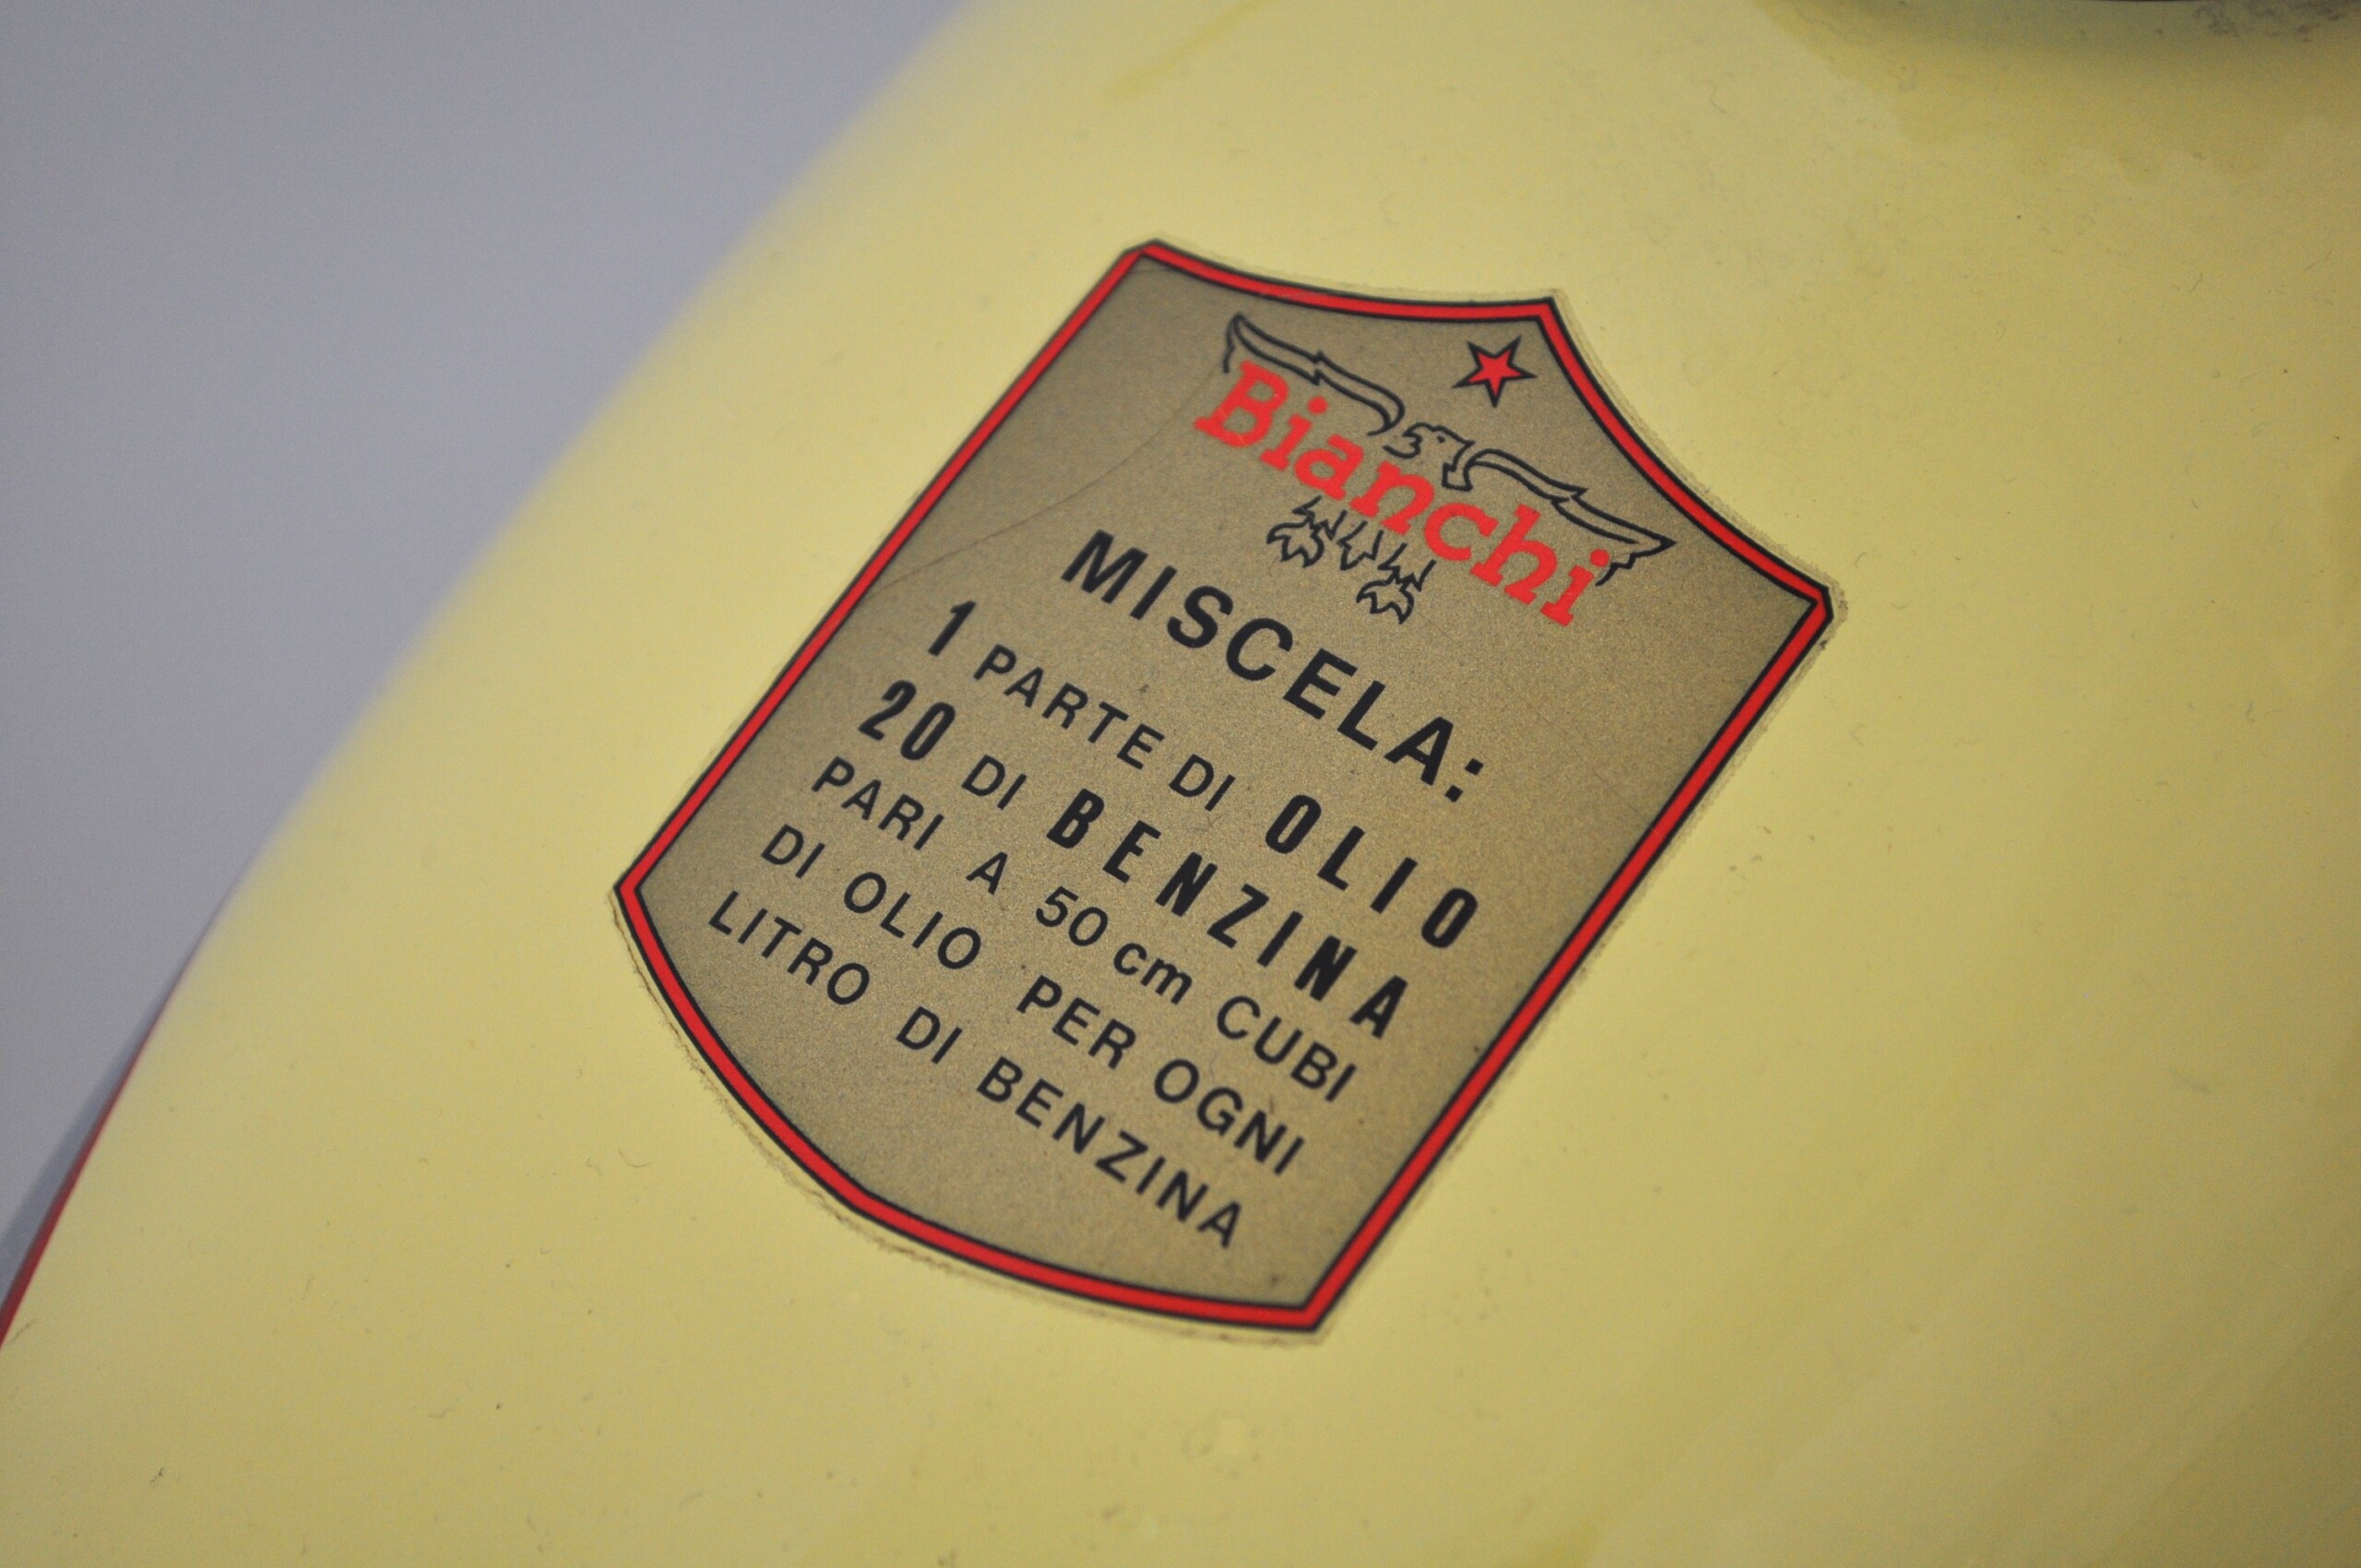 Bianchi
MISCELA:
1 PARTE DI OLIO
20 DI BENZINA
PARI A 50 cm CUBI
DI OLIO PER OGNI
LITRO DI BENZINA